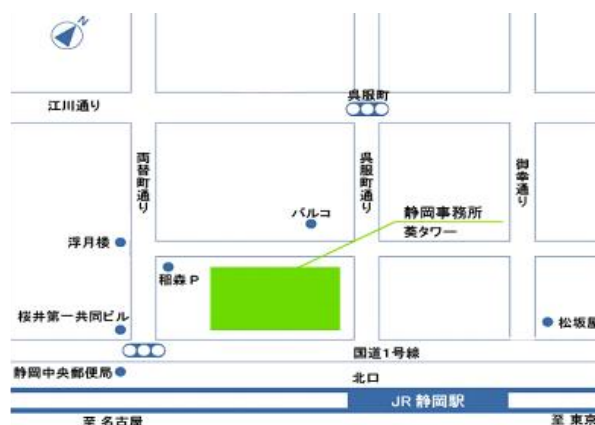 N
江川通り
呉服町
両替町通り
呉服町通り
御幸通り
パルコ
静岡事務所
葵タワー
浮月楼
稲森 P
桜井第一共同ビル
松坂屋
国道1号線
静岡中央郵便局
北口
JR 静岡駅
至 名古屋
至 東京